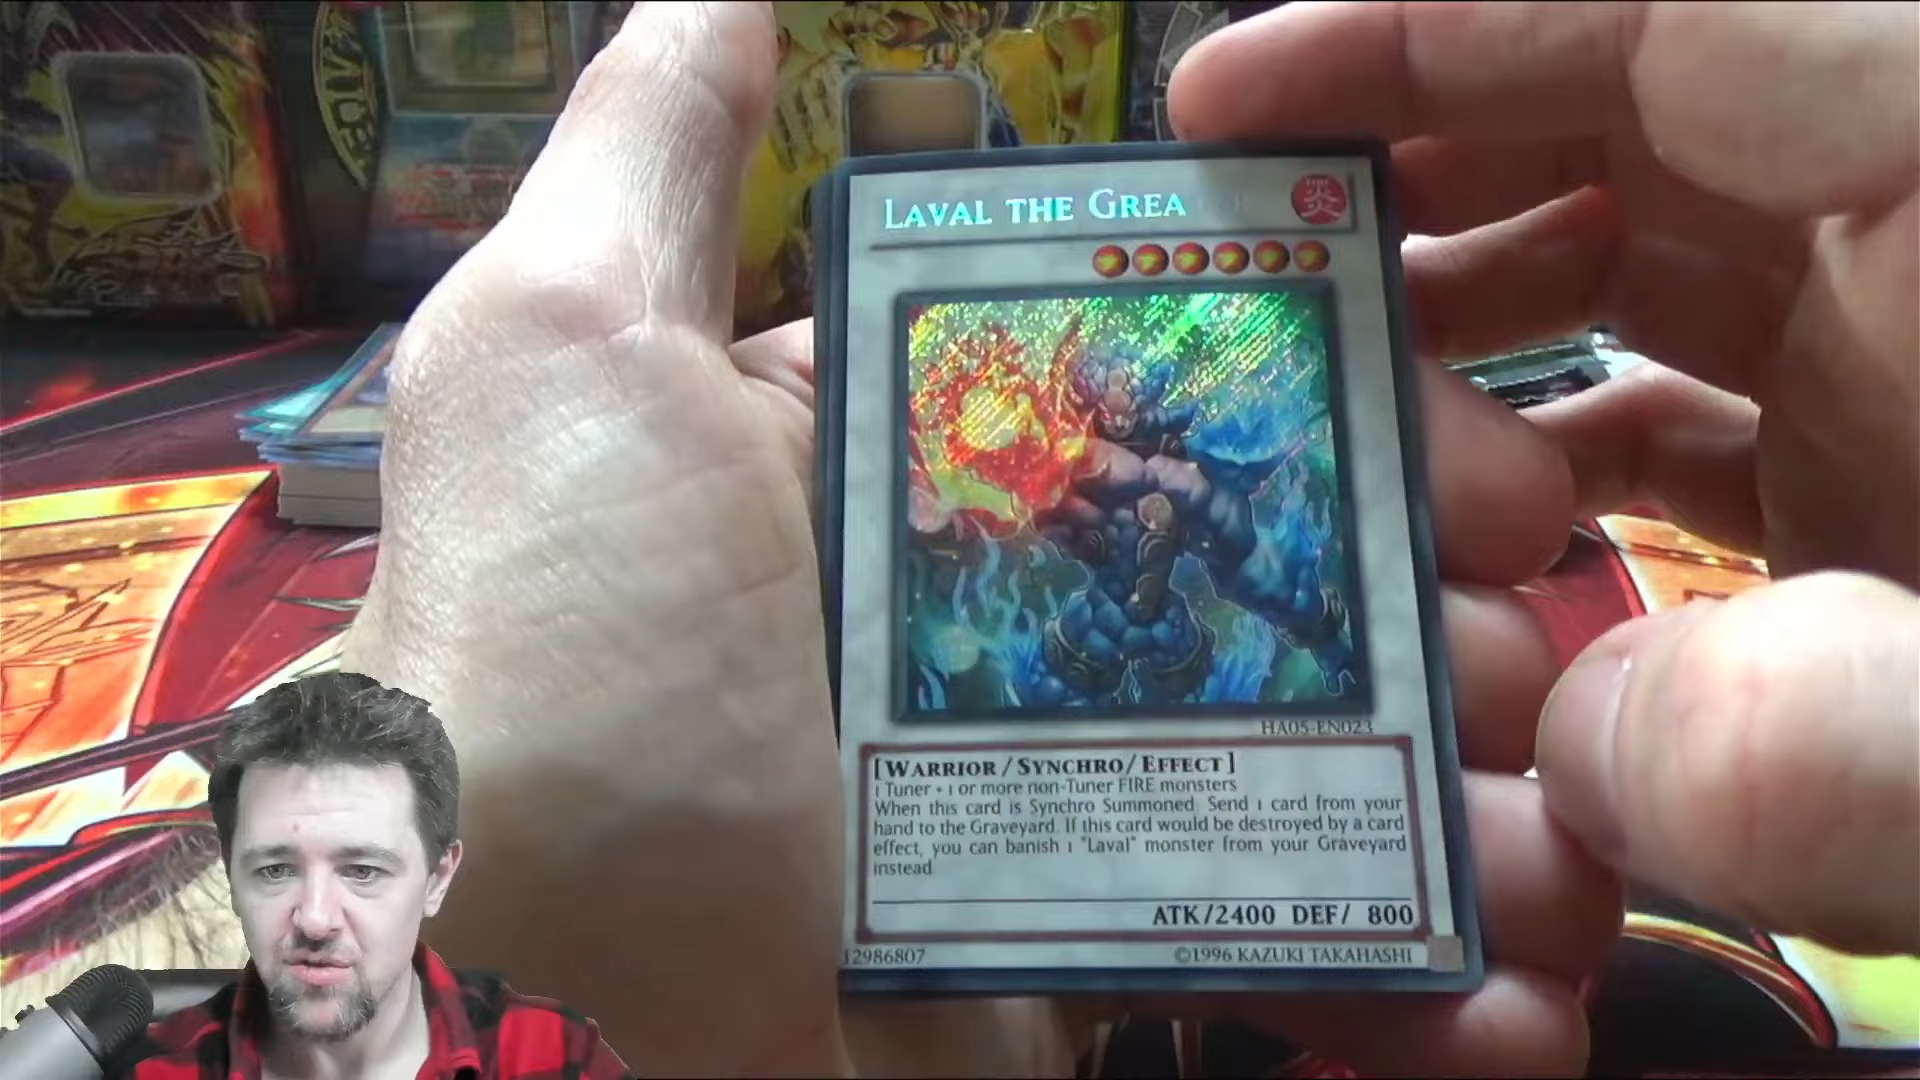 LAVAL THE GREA
炎
HA05-EN023
[WARRIOR/SYNCHRO/EFFECT]
1 Tuner + 1 or more non-Tuner FIRE monsters
When this card is Synchro Summoned: Send 1 card from your
hand to the Graveyard. If this card would be destroyed by a card
effect, you can banish 1 "Laval" monster from your Graveyard
instead.
ATK/2400 DEF/ 800
12986807
©1996 KAZUKI TAKAHASHI